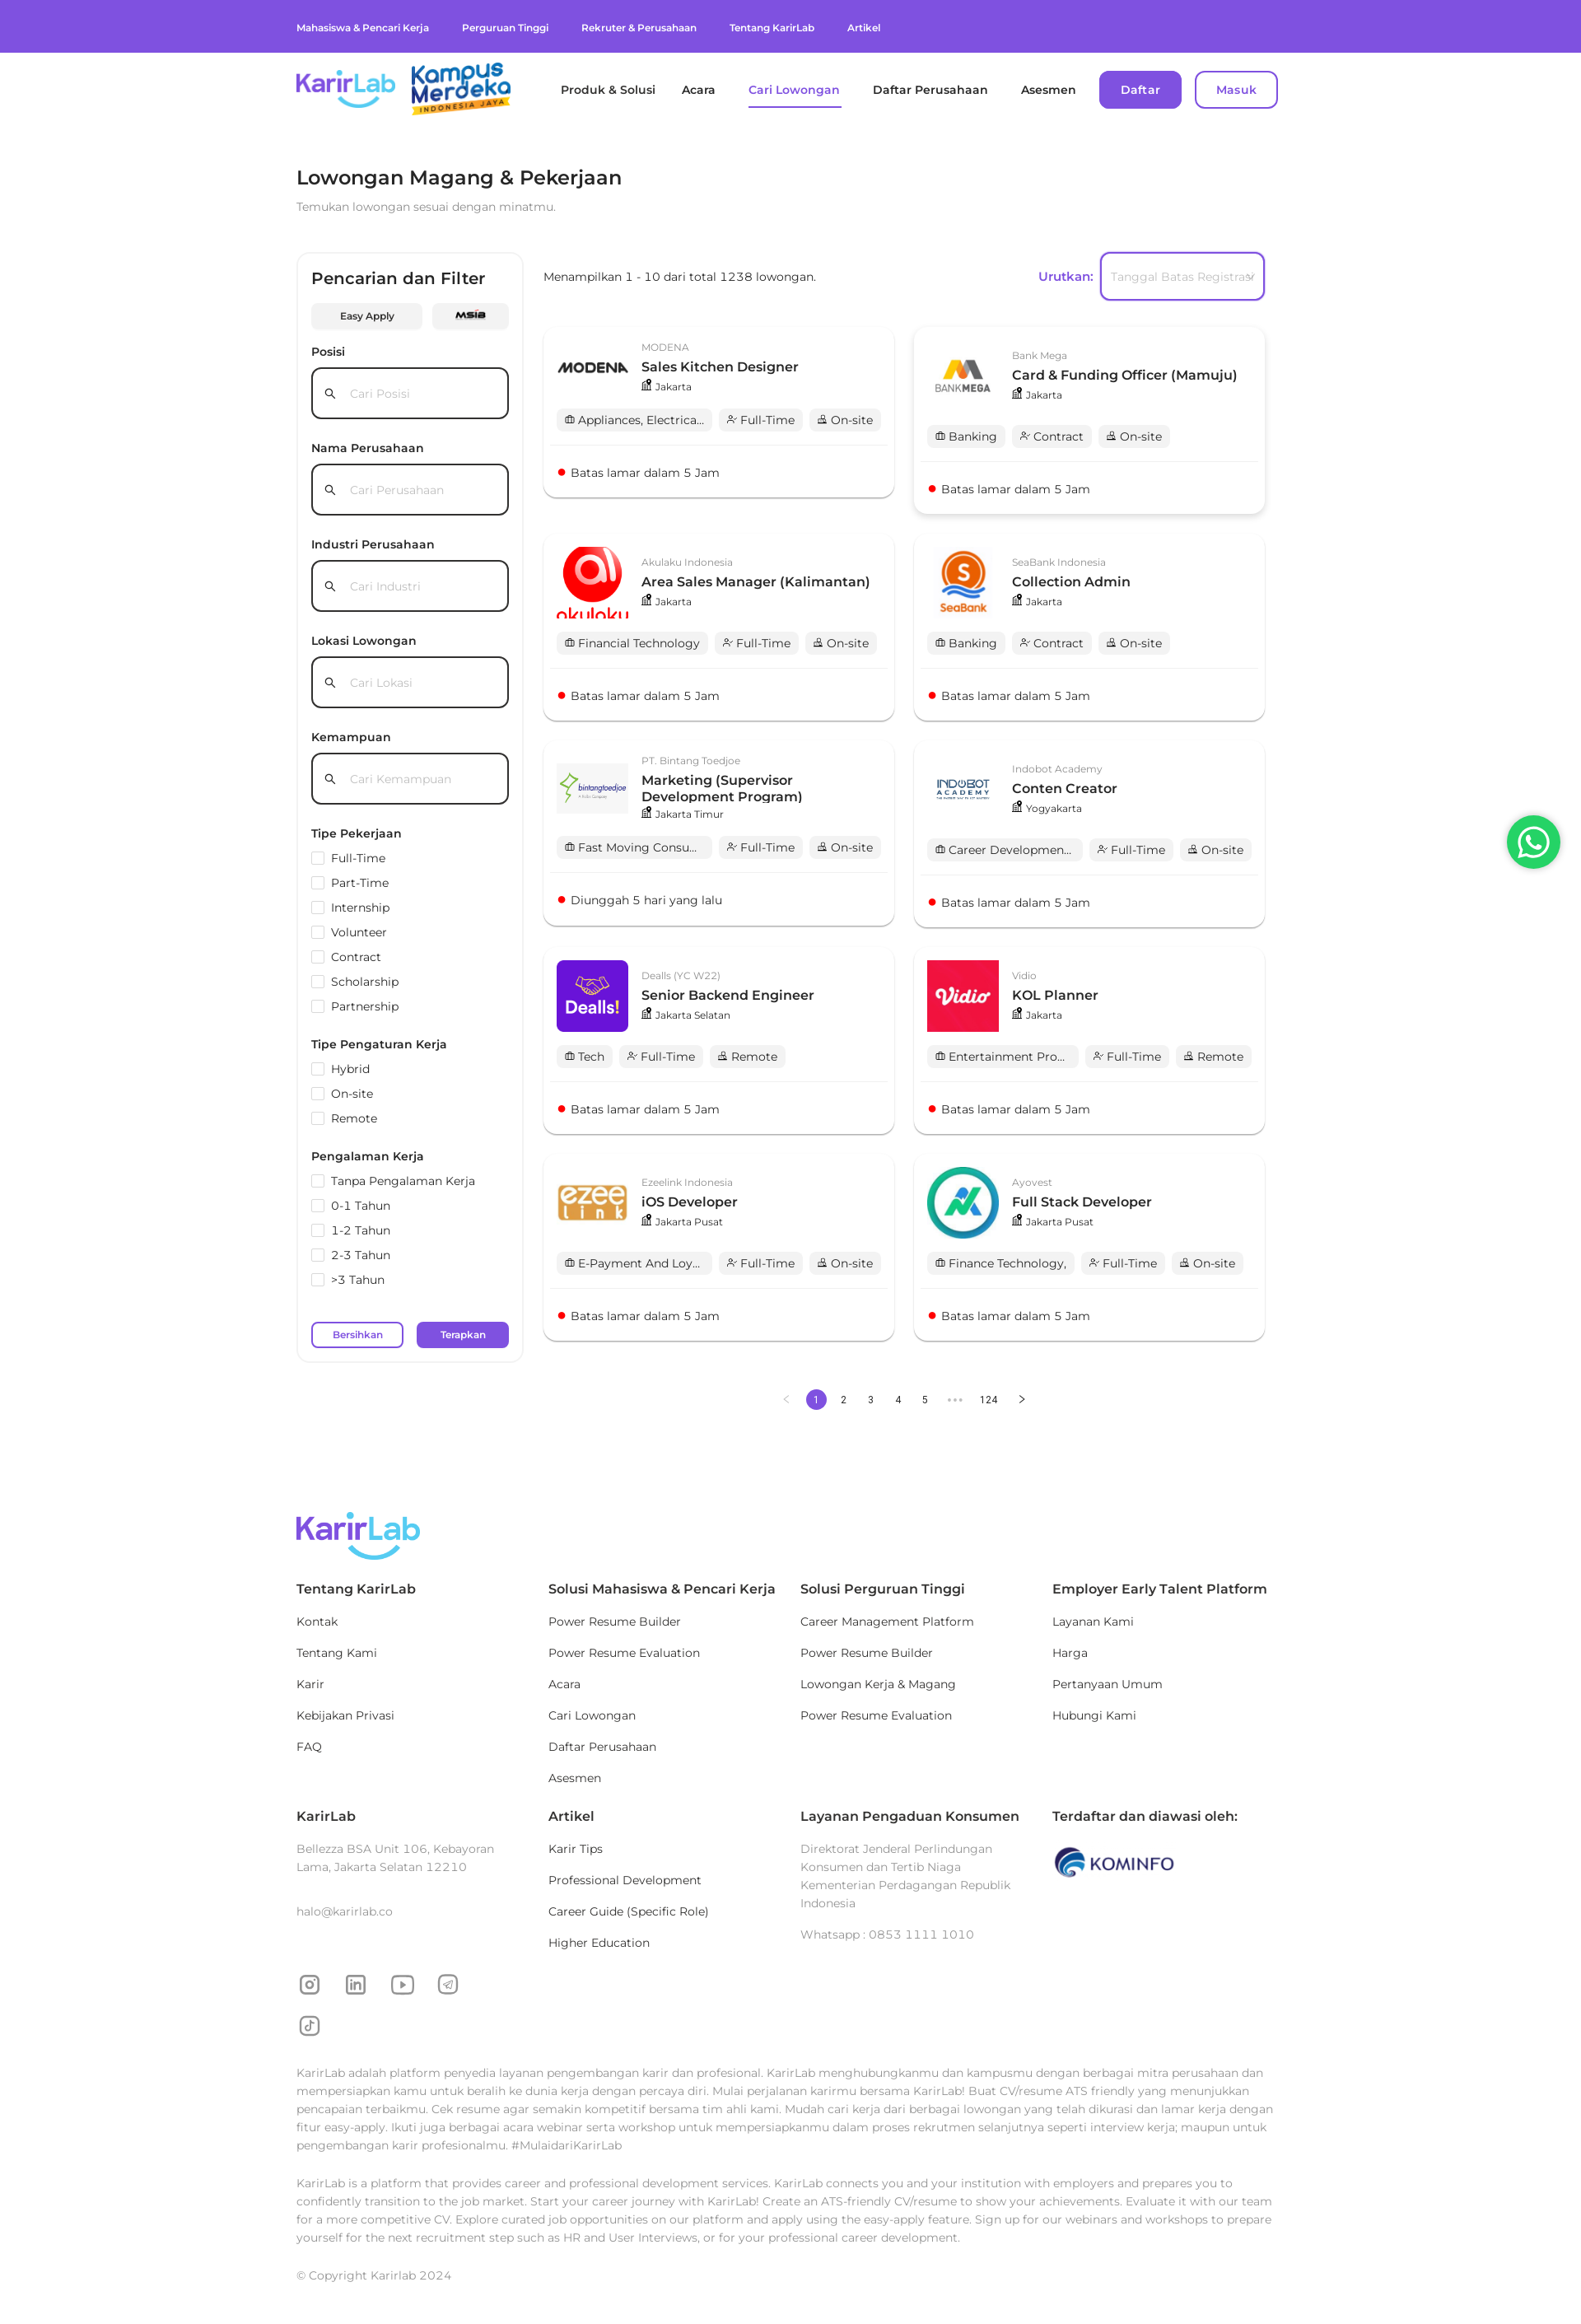 Mahasiswa & Pencari Kerja
Perguruan Tinggi
Rekruter & Perusahaan
Tentang KarirLab
Artikel
KarirLab
Kampus
Merdeka
INDONESIA JAYA
Produk & Solusi
Acara
Cari Lowongan
Daftar Perusahaan
Asesmen
Daftar
Masuk
Lowongan Magang & Pekerjaan
Temukan lowongan sesuai dengan minatmu.
Pencarian dan Filter
Easy Apply
MSIB
Posisi
Cari Posisi
Nama Perusahaan
Cari Perusahaan
Industri Perusahaan
Cari Industri
Lokasi Lowongan
Cari Lokasi
Kemampuan
Cari Kemampuan
Tipe Pekerjaan
Full-Time
Part-Time
Internship
Volunteer
Contract
Scholarship
Partnership
Tipe Pengaturan Kerja
Hybrid
On-site
Remote
Pengalaman Kerja
Tanpa Pengalaman Kerja
0-1 Tahun
1-2 Tahun
2-3 Tahun
>3 Tahun
Bersihkan
Terapkan
Menampilkan 1 - 10 dari total 1238 lowongan.
Urutkan:
Tanggal Batas Registrasi
MODENA
MODENA
Sales Kitchen Designer
Jakarta
Appliances, Electrica...
Full-Time
On-site
Batas lamar dalam 5 Jam
BANKMEGA
Bank Mega
Card & Funding Officer (Mamuju)
Jakarta
Banking
Contract
On-site
Batas lamar dalam 5 Jam
akulaku
Akulaku Indonesia
Area Sales Manager (Kalimantan)
Jakarta
Financial Technology
Full-Time
On-site
Batas lamar dalam 5 Jam
SeaBank
SeaBank Indonesia
Collection Admin
Jakarta
Banking
Contract
On-site
Batas lamar dalam 5 Jam
bintangtoedjoe
PT. Bintang Toedjoe
Marketing (Supervisor
Development Program)
Jakarta Timur
Fast Moving Consu...
Full-Time
On-site
Diunggah 5 hari yang lalu
INDOBOT
ACADEMY
Indobot Academy
Conten Creator
Yogyakarta
Career Developmen...
Full-Time
On-site
Batas lamar dalam 5 Jam
Dealls!
Dealls (YC W22)
Senior Backend Engineer
Jakarta Selatan
Tech
Full-Time
Remote
Batas lamar dalam 5 Jam
Vidio
Vidio
KOL Planner
Jakarta
Entertainment Pro...
Full-Time
Remote
Batas lamar dalam 5 Jam
ezee
link
Ezeelink Indonesia
iOS Developer
Jakarta Pusat
E-Payment And Loy...
Full-Time
On-site
Batas lamar dalam 5 Jam
Ayovest
Full Stack Developer
Jakarta Pusat
Finance Technology,
Full-Time
On-site
Batas lamar dalam 5 Jam
1 2 3 4 5 ••• 124
KarirLab
Tentang KarirLab
Kontak
Tentang Kami
Karir
Kebijakan Privasi
FAQ
Solusi Mahasiswa & Pencari Kerja
Power Resume Builder
Power Resume Evaluation
Acara
Cari Lowongan
Daftar Perusahaan
Asesmen
Solusi Perguruan Tinggi
Career Management Platform
Power Resume Builder
Lowongan Kerja & Magang
Power Resume Evaluation
Employer Early Talent Platform
Layanan Kami
Harga
Pertanyaan Umum
Hubungi Kami
KarirLab
Bellezza BSA Unit 106, Kebayoran
Lama, Jakarta Selatan 12210
halo@karirlab.co
Artikel
Karir Tips
Professional Development
Career Guide (Specific Role)
Higher Education
Layanan Pengaduan Konsumen
Direktorat Jenderal Perlindungan
Konsumen dan Tertib Niaga
Kementerian Perdagangan Republik
Indonesia
Whatsapp : 0853 1111 1010
Terdaftar dan diawasi oleh:
KOMINFO
KarirLab adalah platform penyedia layanan pengembangan karir dan profesional. KarirLab menghubungkanmu dan kampusmu dengan berbagai mitra perusahaan dan
mempersiapkan kamu untuk beralih ke dunia kerja dengan percaya diri. Mulai perjalanan karirmu bersama KarirLab! Buat CV/resume ATS friendly yang menunjukkan
pencapaian terbaikmu. Cek resume agar semakin kompetitif bersama tim ahli kami. Mudah cari kerja dari berbagai lowongan yang telah dikurasi dan lamar kerja dengan
fitur easy-apply. Ikuti juga berbagai acara webinar serta workshop untuk mempersiapkanmu dalam proses rekrutmen selanjutnya seperti interview kerja; maupun untuk
pengembangan karir profesionalmu. #MulaidariKarirLab
KarirLab is a platform that provides career and professional development services. KarirLab connects you and your institution with employers and prepares you to
confidently transition to the job market. Start your career journey with KarirLab! Create an ATS-friendly CV/resume to show your achievements. Evaluate it with our team
for a more competitive CV. Explore curated job opportunities on our platform and apply using the easy-apply feature. Sign up for our webinars and workshops to prepare
yourself for the next recruitment step such as HR and User Interviews, or for your professional career development.
© Copyright Karirlab 2024